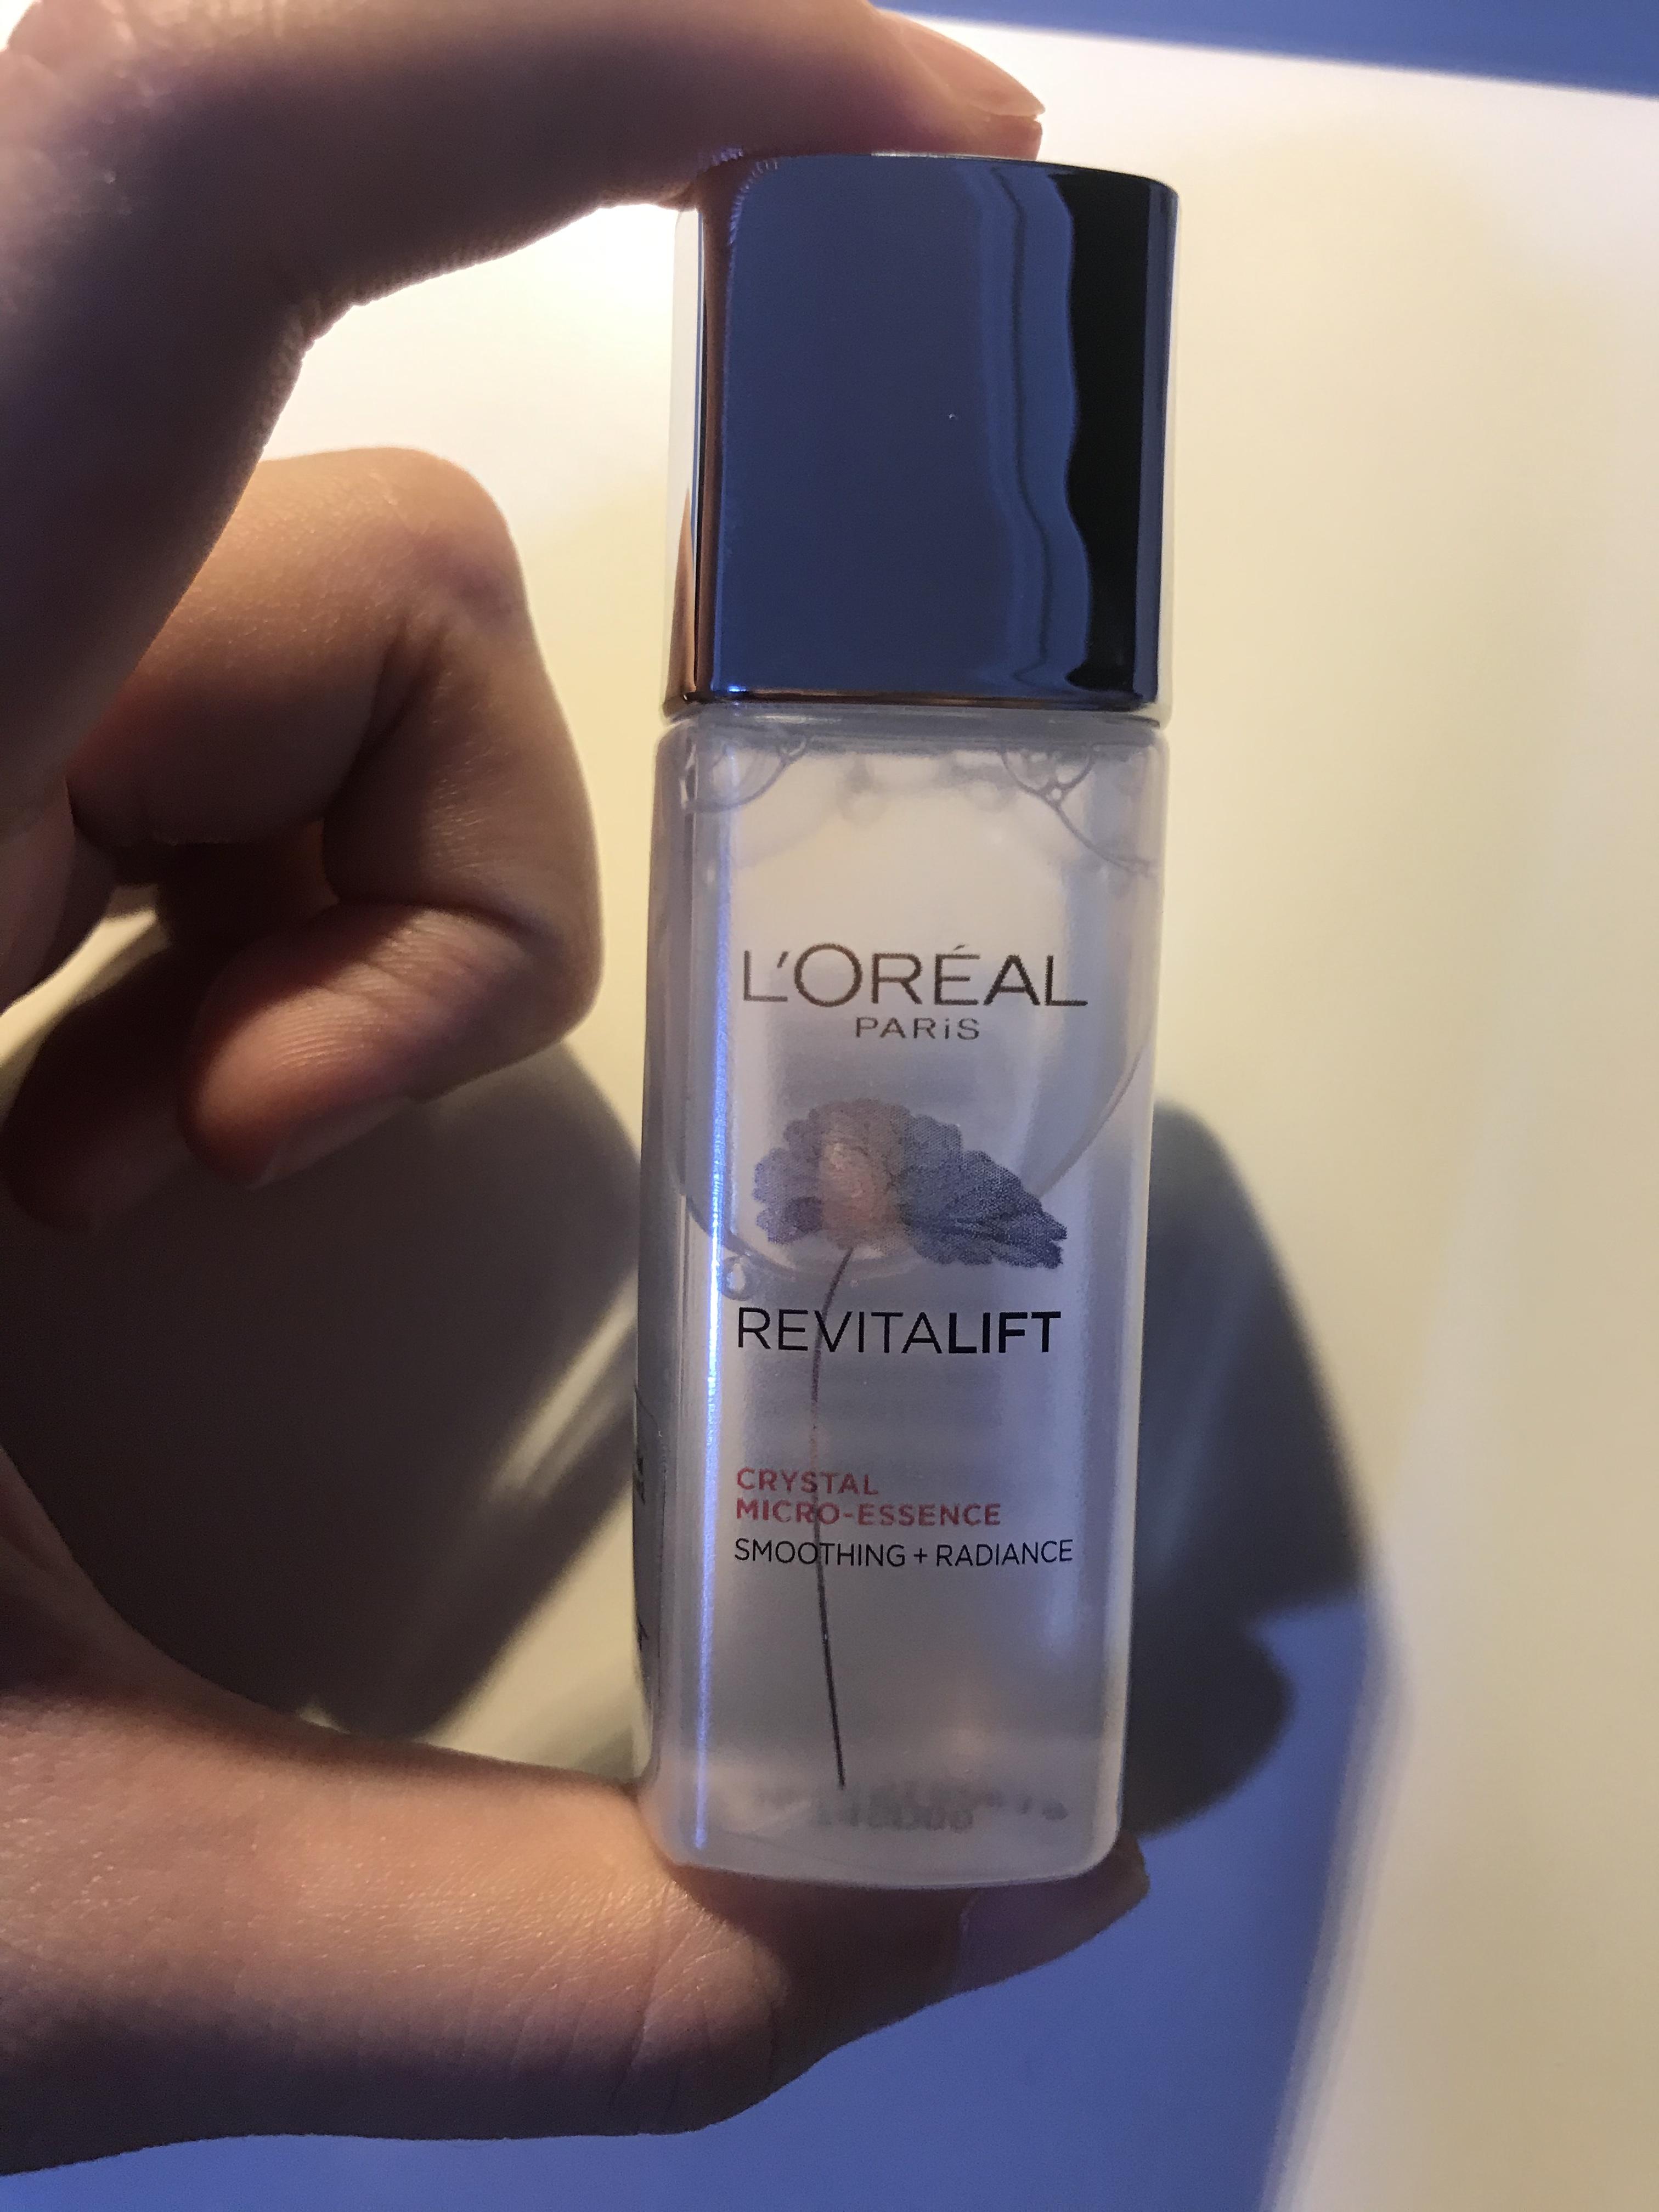 L'ORÉAL
PARiS
REVITALIFT
CRYSTAL
MICRO-ESSENCE
SMOOTHING + RADIANCE